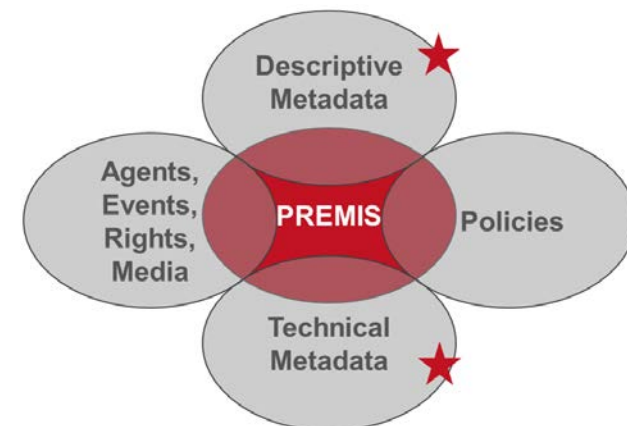 Descriptive
Metadata
Agents,
Events,
Rights,
Media
PREMIS
Policies
Technical
Metadata